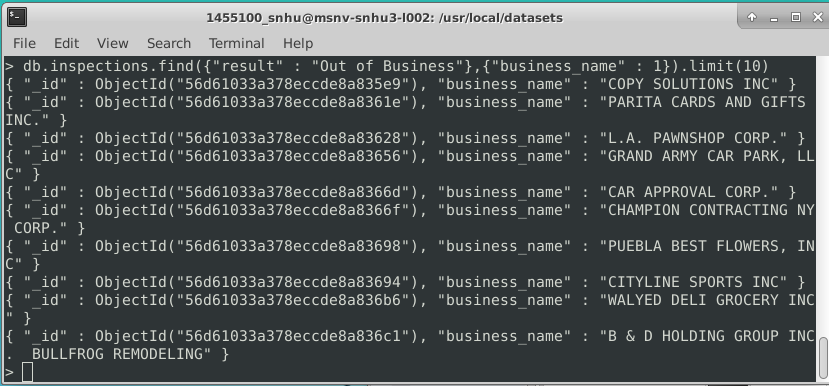 1455100_snhu@msnv-snhu3-l002: /usr/local/datasets
File Edit View Search Terminal Help
> db.inspections.find({"result" : "Out of Business"},{"business_name" : 1}).limit(10)
{ "_id" : ObjectId("56d61033a378eccde8a835e9"), "business_name" : "COPY SOLUTIONS INC" }
{ "_id" : ObjectId("56d61033a378eccde8a8361e"), "business_name" : "PARITA CARDS AND GIFTS
INC." }
{ "_id" : ObjectId("56d61033a378eccde8a83628"), "business_name" : "L.A. PAWNSHOP CORP." }
{ "_id" : ObjectId("56d61033a378eccde8a83656"), "business_name" : "GRAND ARMY CAR PARK, LL
C" }
{ "_id" : ObjectId("56d61033a378eccde8a8366d"), "business_name" : "CAR APPROVAL CORP." }
{ "_id" : ObjectId("56d61033a378eccde8a8366f"), "business_name" : "CHAMPION CONTRACTING NY
 CORP." }
{ "_id" : ObjectId("56d61033a378eccde8a83698"), "business_name" : "PUEBLA BEST FLOWERS, IN
C" }
{ "_id" : ObjectId("56d61033a378eccde8a83694"), "business_name" : "CITYLINE SPORTS INC" }
{ "_id" : ObjectId("56d61033a378eccde8a836b6"), "business_name" : "WALYED DELI GROCERY INC
" }
{ "_id" : ObjectId("56d61033a378eccde8a836c1"), "business_name" : "B & D HOLDING GROUP INC
.  BULLFROG REMODELING" }
>